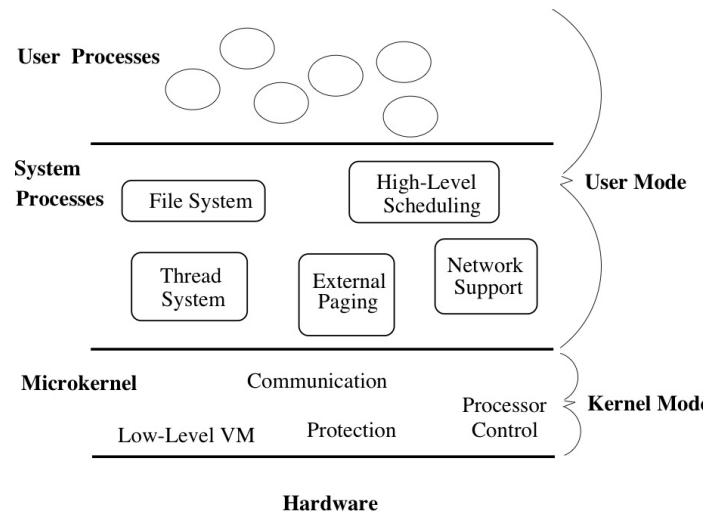 User Processes
System
Processes
File System
High-Level
Scheduling
User Mode
Thread
System
External
Paging
Network
Support
Microkernel
Communication
Kernel Mode
Low-Level VM
Protection
Processor
Control
Hardware